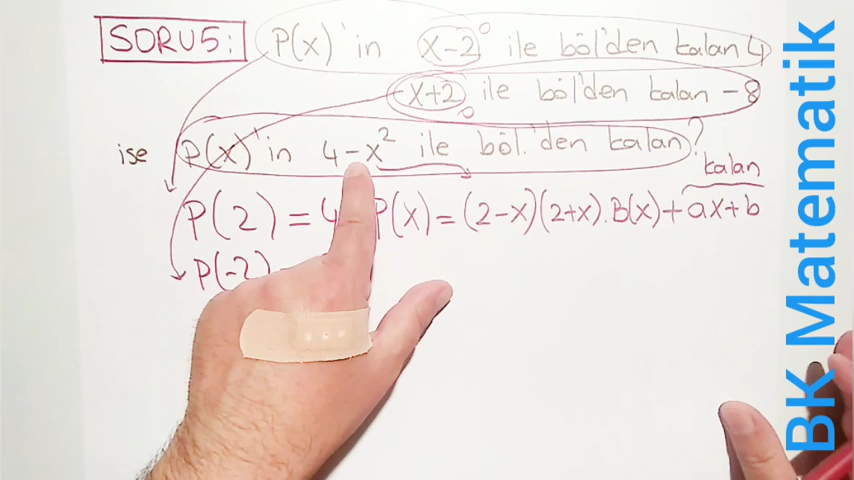 SORU5: P(x)'in x-2 ile böl'den kalan 4
x+2 ile böl'den kalan -8
ise P(x)'in 4-x² ile böl.'den kalan?
kalan
P(2) = 4 P(x) = (2-x)(2+x).B(x)+ax+b
P(-2)
BK Matematik